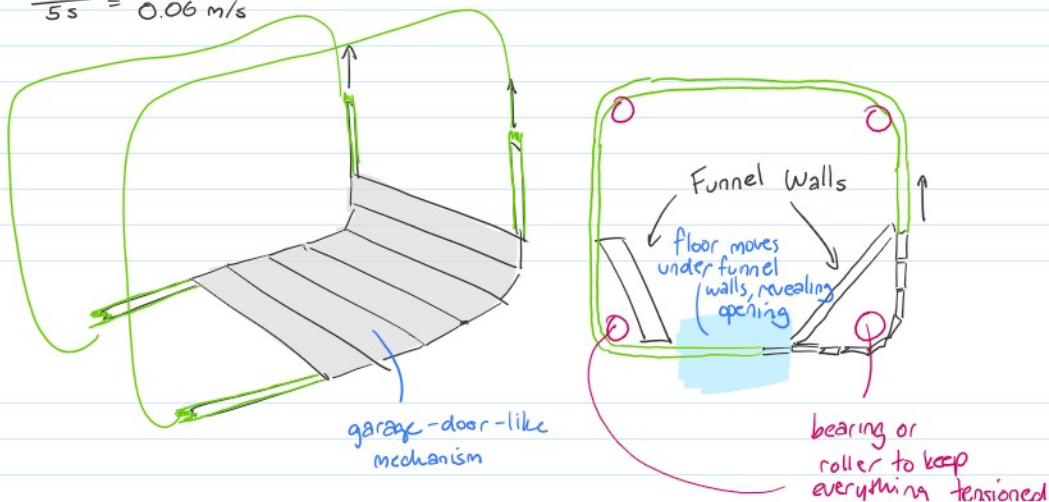 5s = 0.06 m/s
Funnel Walls
floor moves
under funnel
walls, revealing
opening
garage-door-like
mechanism
bearing or
roller to keep
everything tensioned